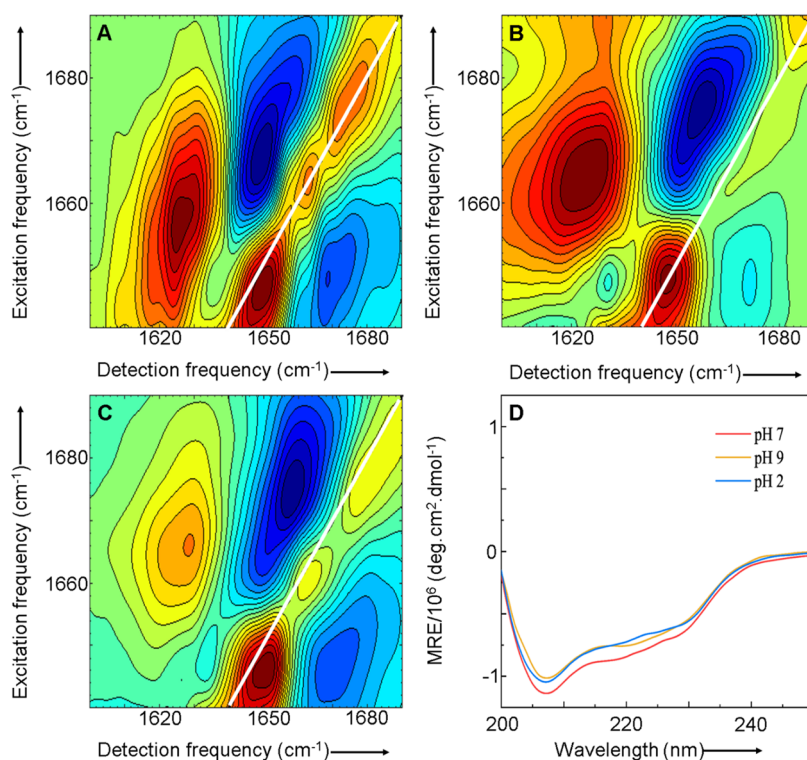 A
Excitation frequency (cm-1)
1680
1660
1620
1650
1680
Detection frequency (cm-1)
B
Excitation frequency (cm-1)
1680
1660
1620
1650
1680
Detection frequency (cm-1)
C
Excitation frequency (cm-1)
1680
1660
1620
1650
1680
Detection frequency (cm-1)
D
MRE/10⁶ (deg.cm².dmol-1)
1
0
-1
pH 7
pH 9
pH 2
200
220
240
Wavelength (nm)